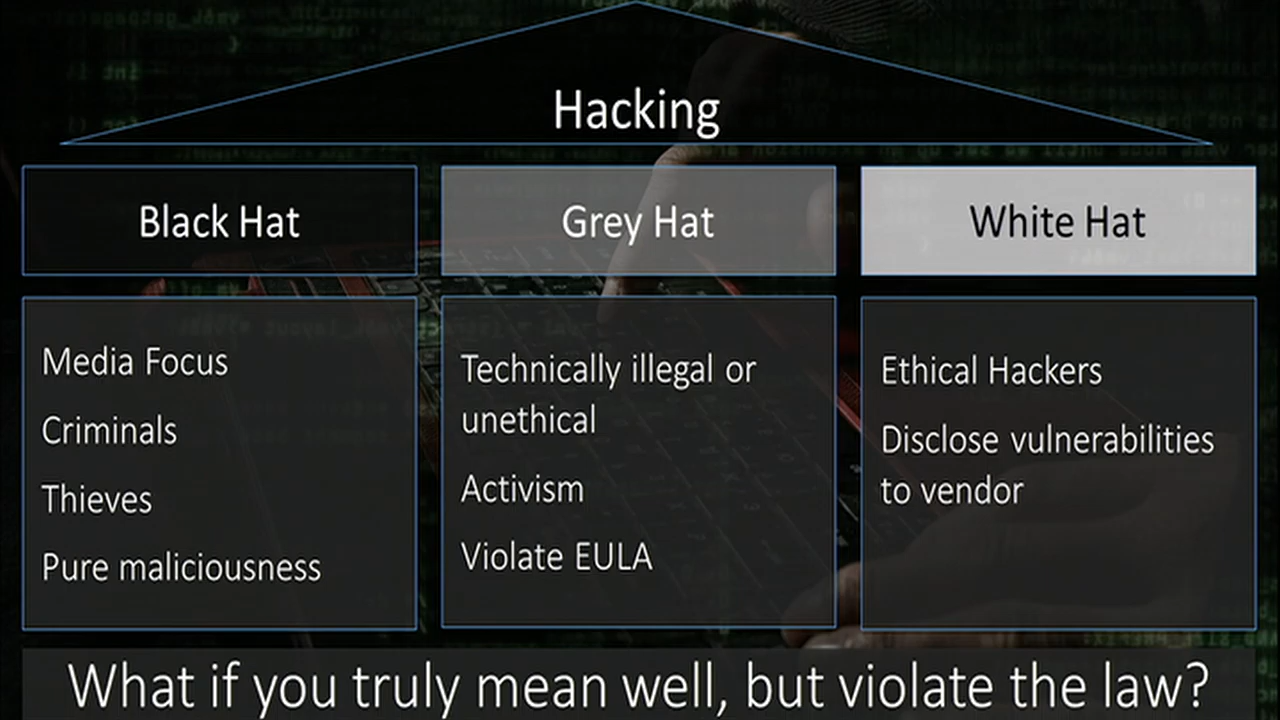 Hacking
Black Hat
Grey Hat
White Hat
Media Focus
Criminals
Thieves
Pure maliciousness
Technically illegal or
unethical
Activism
Violate EULA
Ethical Hackers
Disclose vulnerabilities
to vendor
What if you truly mean well, but violate the law?